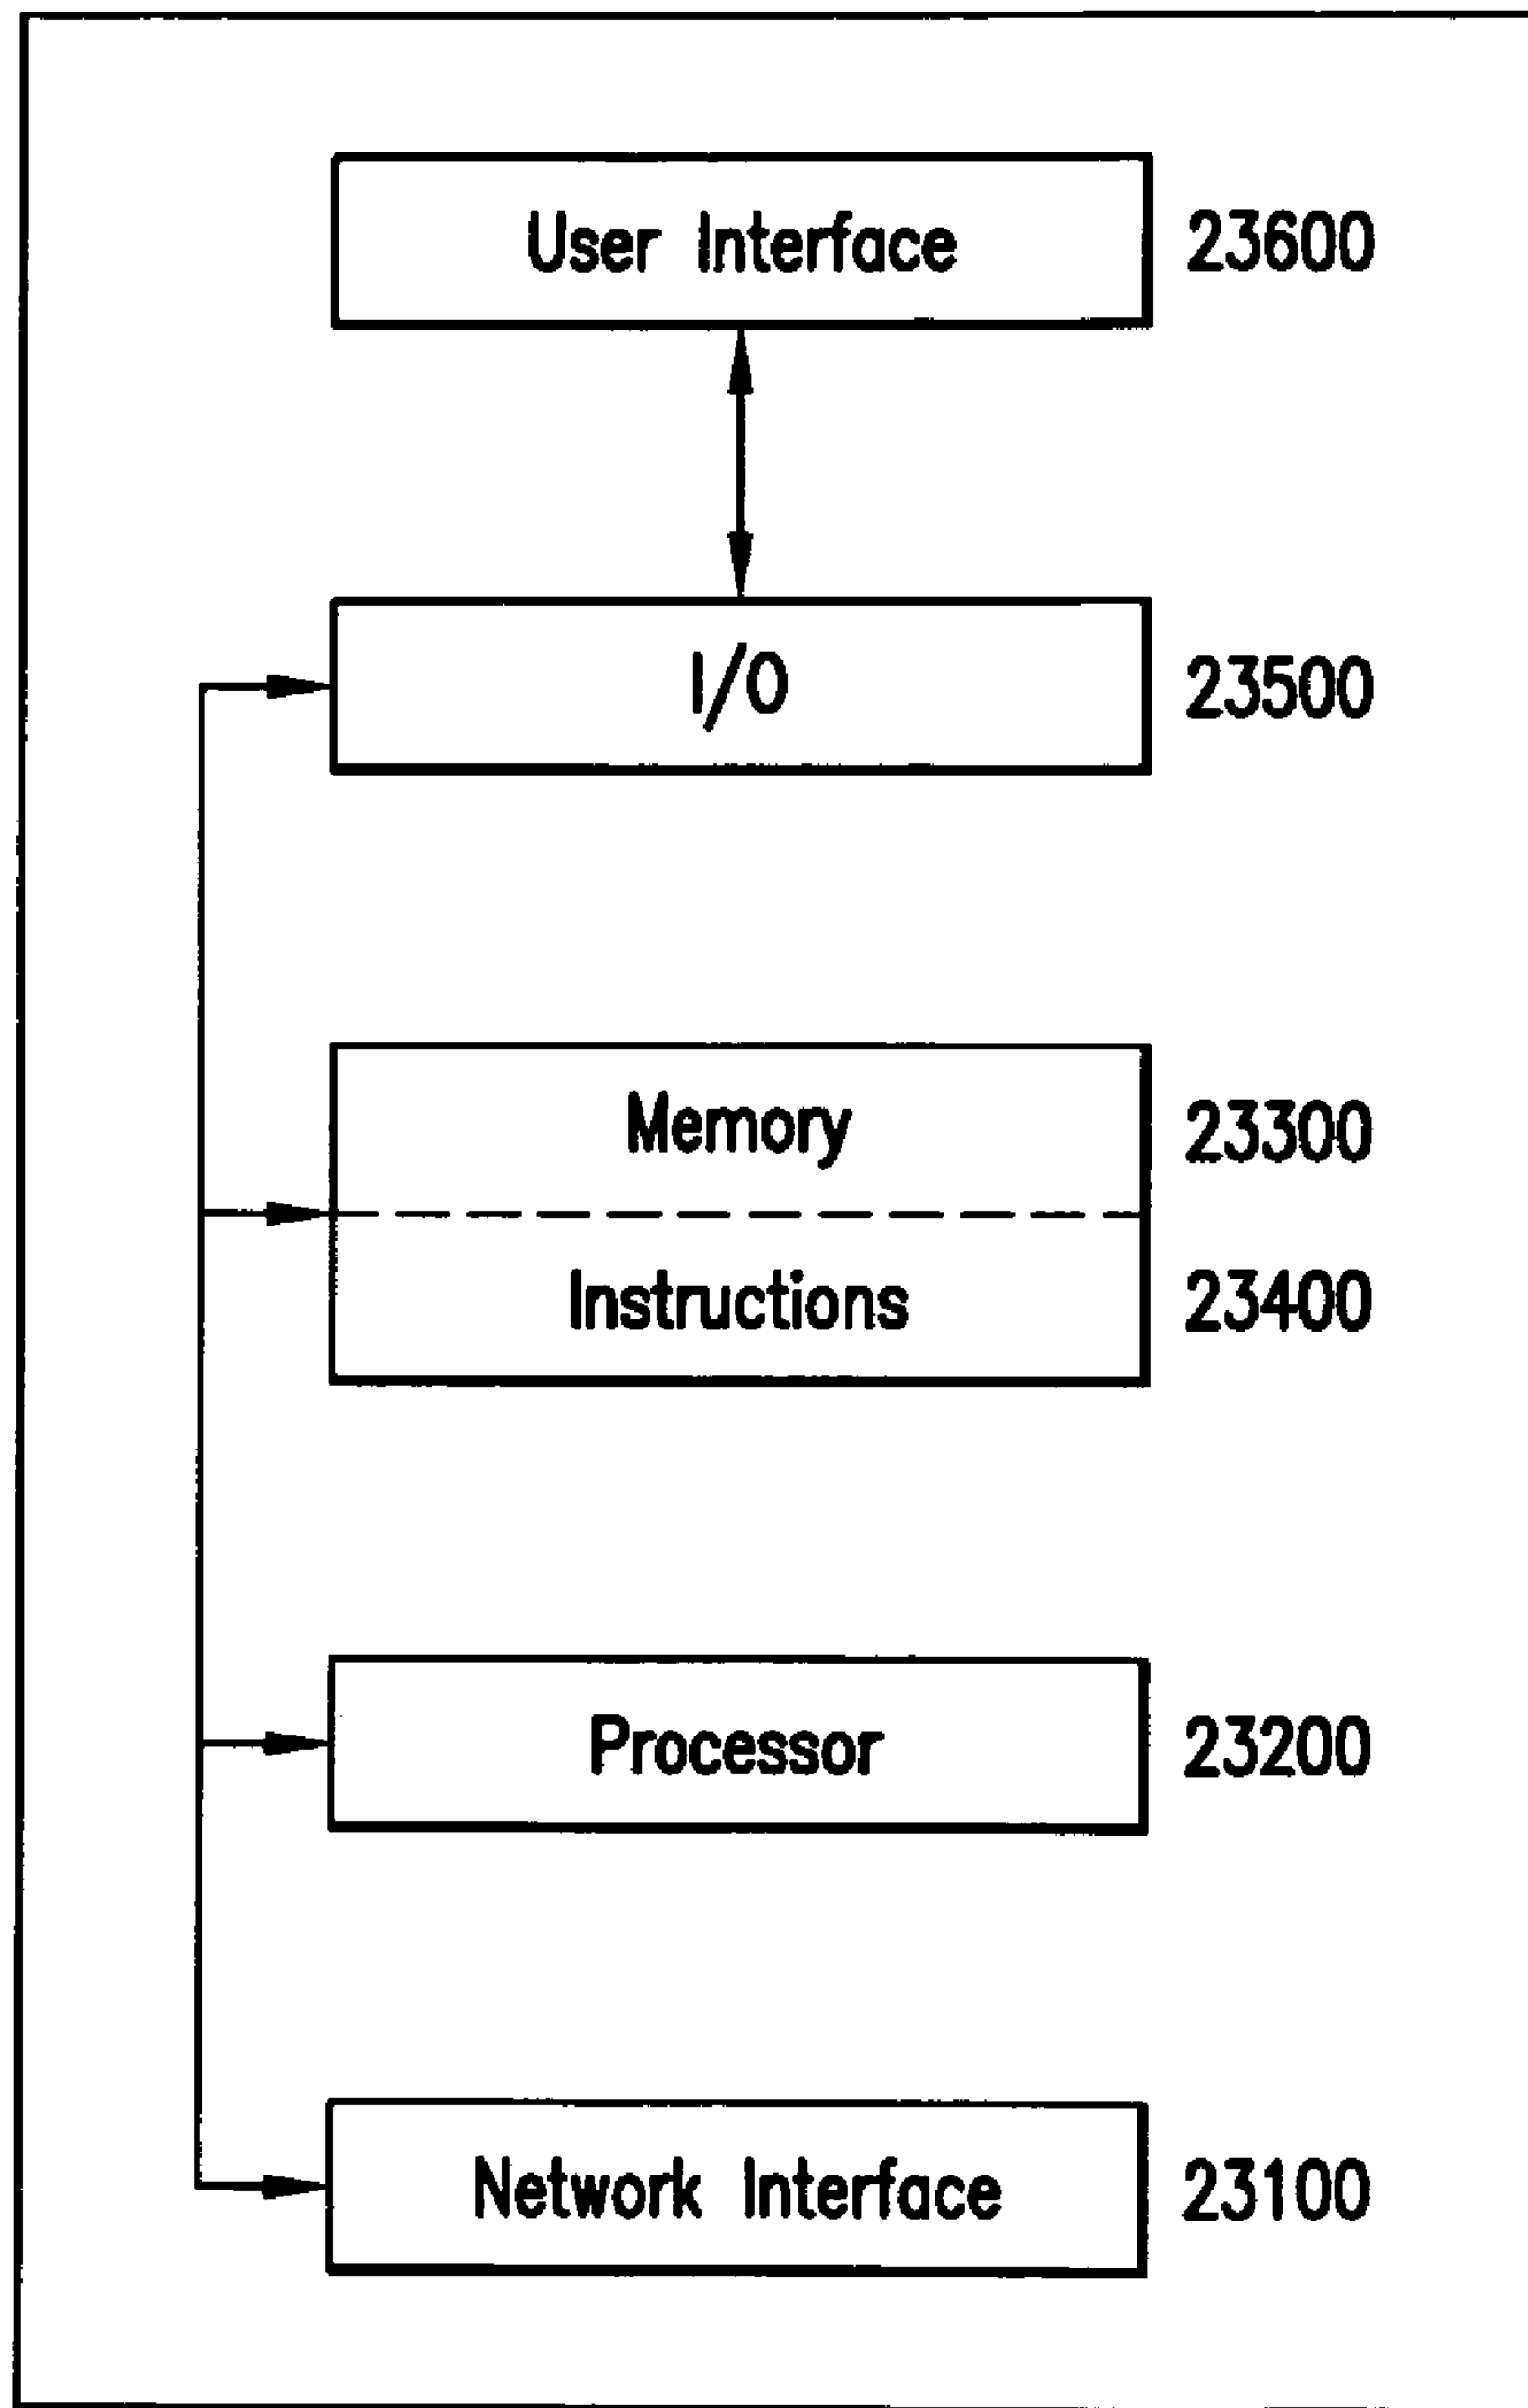 User Interface 23600
I/O 23500
Memory 23300
Instructions 23400
Processor 23200
Network Interface 23100